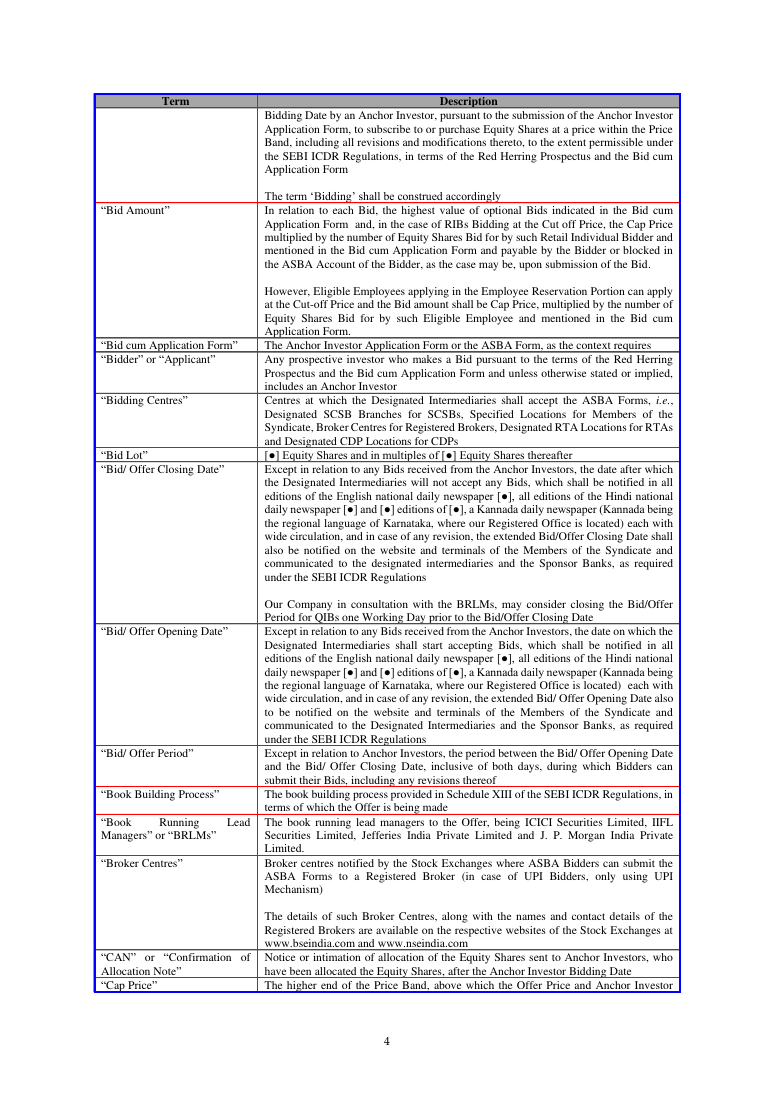 Term Description
Bidding Date by an Anchor Investor, pursuant to the submission of the Anchor Investor
Application Form, to subscribe to or purchase Equity Shares at a price within the Price
Band, including all revisions and modifications thereto, to the extent permissible under
the SEBI ICDR Regulations, in terms of the Red Herring Prospectus and the Bid cum
Application Form
The term ‘Bidding’ shall be construed accordingly
“Bid Amount” In relation to each Bid, the highest value of optional Bids indicated in the Bid cum
Application Form and, in the case of RIBs Bidding at the Cut off Price, the Cap Price
multiplied by the number of Equity Shares Bid for by such Retail Individual Bidder and
mentioned in the Bid cum Application Form and payable by the Bidder or blocked in
the ASBA Account of the Bidder, as the case may be, upon submission of the Bid.
However, Eligible Employees applying in the Employee Reservation Portion can apply
at the Cut-off Price and the Bid amount shall be Cap Price, multiplied by the number of
Equity Shares Bid for by such Eligible Employee and mentioned in the Bid cum
Application Form.
“Bid cum Application Form” The Anchor Investor Application Form or the ASBA Form, as the context requires
“Bidder” or “Applicant” Any prospective investor who makes a Bid pursuant to the terms of the Red Herring
Prospectus and the Bid cum Application Form and unless otherwise stated or implied,
includes an Anchor Investor
“Bidding Centres” Centres at which the Designated Intermediaries shall accept the ASBA Forms, i.e.,
Designated SCSB Branches for SCSBs, Specified Locations for Members of the
Syndicate, Broker Centres for Registered Brokers, Designated RTA Locations for RTAs
and Designated CDP Locations for CDPs
“Bid Lot” [●] Equity Shares and in multiples of [●] Equity Shares thereafter
“Bid/ Offer Closing Date” Except in relation to any Bids received from the Anchor Investors, the date after which
the Designated Intermediaries will not accept any Bids, which shall be notified in all
editions of the English national daily newspaper [●], all editions of the Hindi national
daily newspaper [●] and [●] editions of [●], a Kannada daily newspaper (Kannada being
the regional language of Karnataka, where our Registered Office is located) each with
wide circulation, and in case of any revision, the extended Bid/Offer Closing Date shall
also be notified on the website and terminals of the Members of the Syndicate and
communicated to the designated intermediaries and the Sponsor Banks, as required
under the SEBI ICDR Regulations
Our Company in consultation with the BRLMs, may consider closing the Bid/Offer
Period for QIBs one Working Day prior to the Bid/Offer Closing Date
“Bid/ Offer Opening Date” Except in relation to any Bids received from the Anchor Investors, the date on which the
Designated Intermediaries shall start accepting Bids, which shall be notified in all
editions of the English national daily newspaper [●], all editions of the Hindi national
daily newspaper [●] and [●] editions of [●], a Kannada daily newspaper (Kannada being
the regional language of Karnataka, where our Registered Office is located) each with
wide circulation, and in case of any revision, the extended Bid/ Offer Opening Date also
to be notified on the website and terminals of the Members of the Syndicate and
communicated to the Designated Intermediaries and the Sponsor Banks, as required
under the SEBI ICDR Regulations
“Bid/ Offer Period” Except in relation to Anchor Investors, the period between the Bid/ Offer Opening Date
and the Bid/ Offer Closing Date, inclusive of both days, during which Bidders can
submit their Bids, including any revisions thereof
“Book Building Process” The book building process provided in Schedule XIII of the SEBI ICDR Regulations, in
terms of which the Offer is being made
“Book Running Lead The book running lead managers to the Offer, being ICICI Securities Limited, IIFL
Managers” or “BRLMs” Securities Limited, Jefferies India Private Limited and J. P. Morgan India Private
Limited.
“Broker Centres” Broker centres notified by the Stock Exchanges where ASBA Bidders can submit the
ASBA Forms to a Registered Broker (in case of UPI Bidders, only using UPI
Mechanism)
The details of such Broker Centres, along with the names and contact details of the
Registered Brokers are available on the respective websites of the Stock Exchanges at
www.bseindia.com and www.nseindia.com
“CAN” or “Confirmation of Notice or intimation of allocation of the Equity Shares sent to Anchor Investors, who
Allocation Note” have been allocated the Equity Shares, after the Anchor Investor Bidding Date
“Cap Price” The higher end of the Price Band, above which the Offer Price and Anchor Investor
4